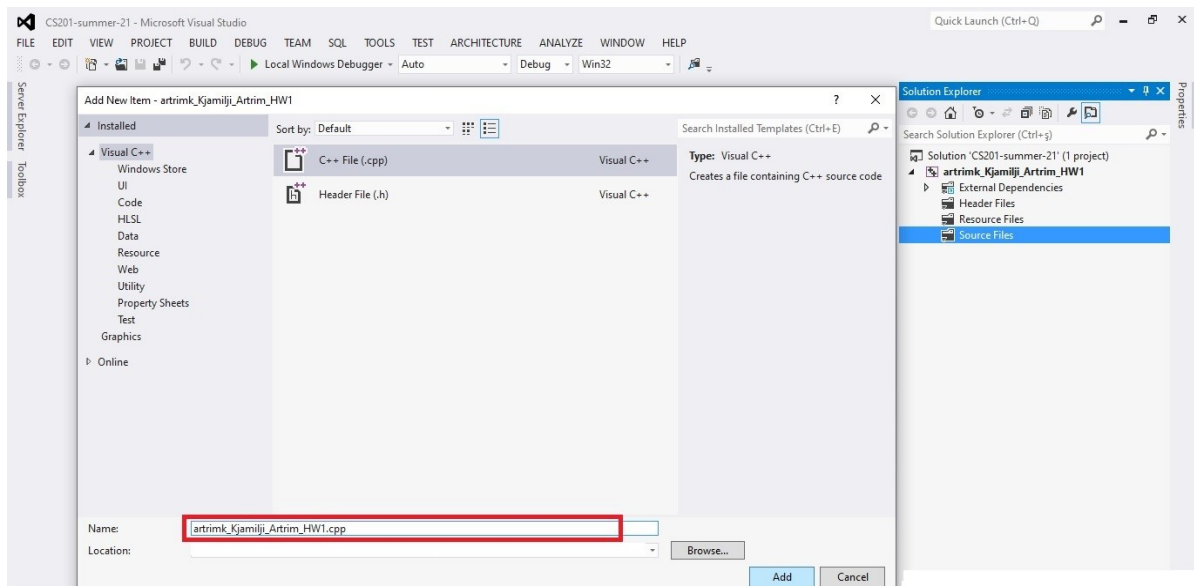 CS201-summer-21 - Microsoft Visual Studio
Quick Launch (Ctrl+Q)
FILE EDIT VIEW PROJECT BUILD DEBUG TEAM SQL TOOLS TEST ARCHITECTURE ANALYZE WINDOW HELP
Local Windows Debugger Auto Debug Win32
Server Explorer
Toolbox
Add New Item - artrimk_Kjamilji_Artrim_HW1 ? ×
Installed
Visual C++
Windows Store
UI
Code
HLSL
Data
Resource
Web
Utility
Property Sheets
Test
Graphics
Online
Sort by: Default
Search Installed Templates (Ctrl+E)
C++ File (.cpp) Visual C++
Header File (.h) Visual C++
Type: Visual C++
Creates a file containing C++ source code
Name: artrimk_Kjamilji_Artrim_HW1.cpp
Location:
Browse...
Add Cancel
Solution Explorer
Search Solution Explorer (Ctrl+ş)
Solution 'CS201-summer-21' (1 project)
artrimk_Kjamilji_Artrim_HW1
External Dependencies
Header Files
Resource Files
Source Files
Properties